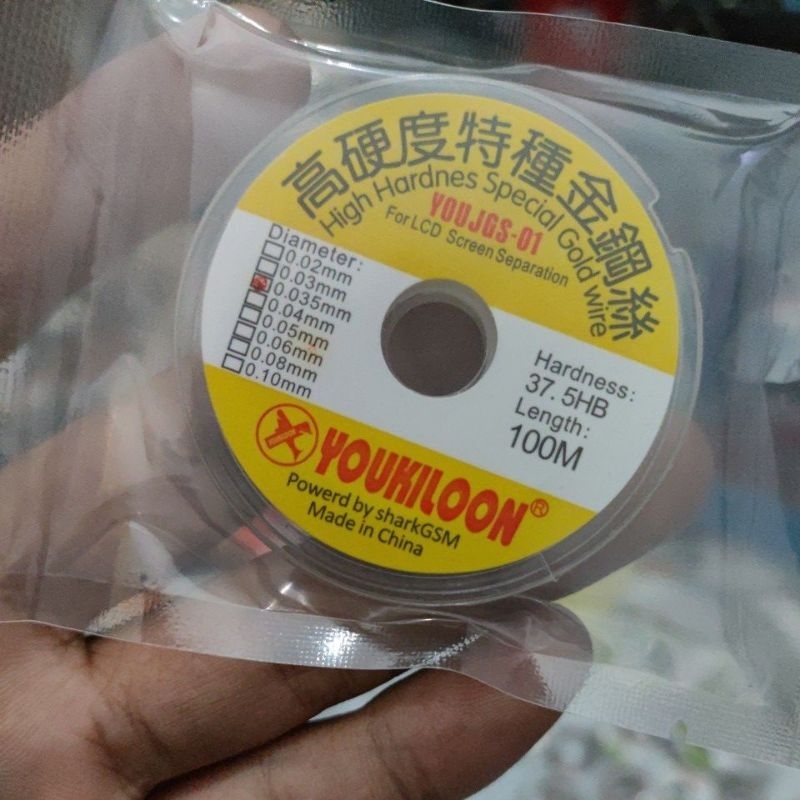 高硬度特種金鋼絲
High Hardnes Special Gold wire
YOUJGS-01
For LCD Screen Separation
Diameter:
0.02mm
0.03mm
0.035mm
0.04mm
0.05mm
0.06mm
0.08mm
0.10mm
Hardness:
37.5HB
Length:
100M
YOUKILOON®
Powerd by sharkGSM
Made in China